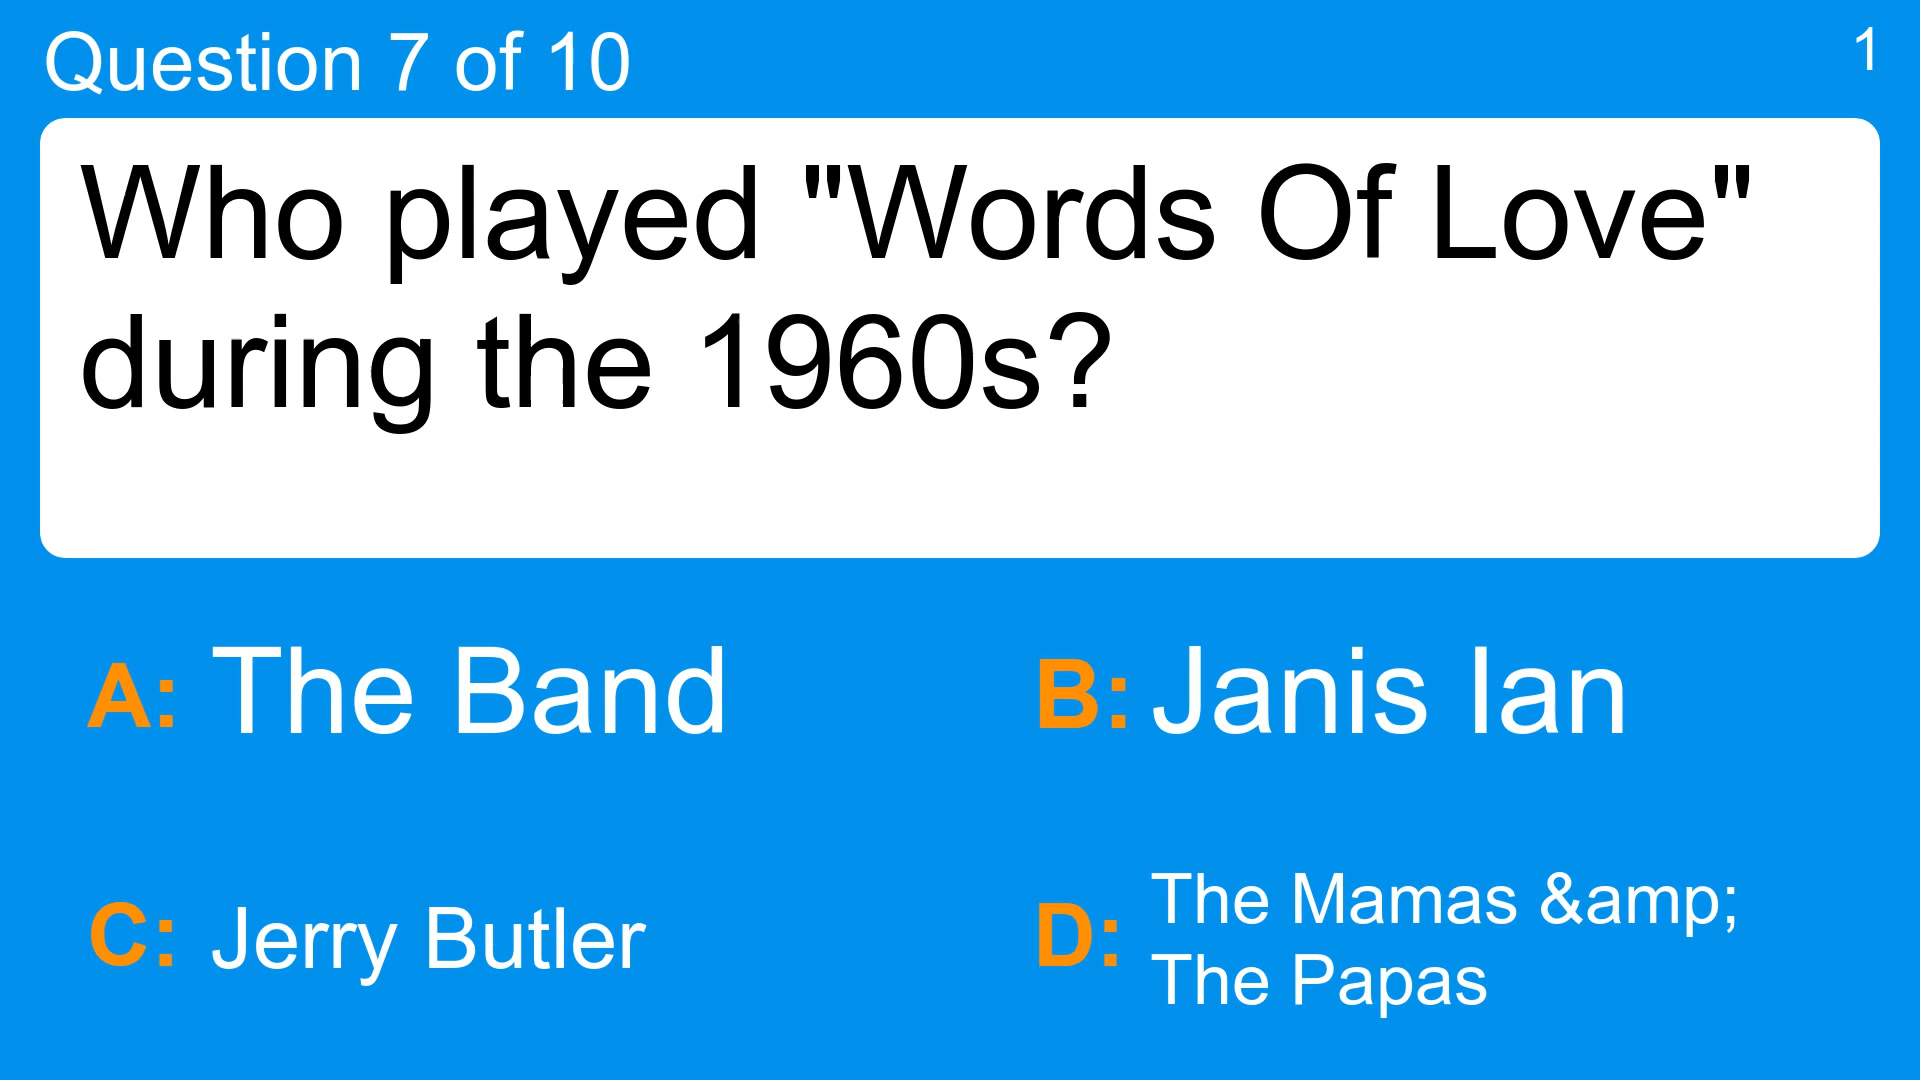 Question 7 of 10
1
Who played "Words Of Love"
during the 1960s?
A: The Band
B: Janis Ian
C: Jerry Butler
D: The Mamas &amp;
The Papas